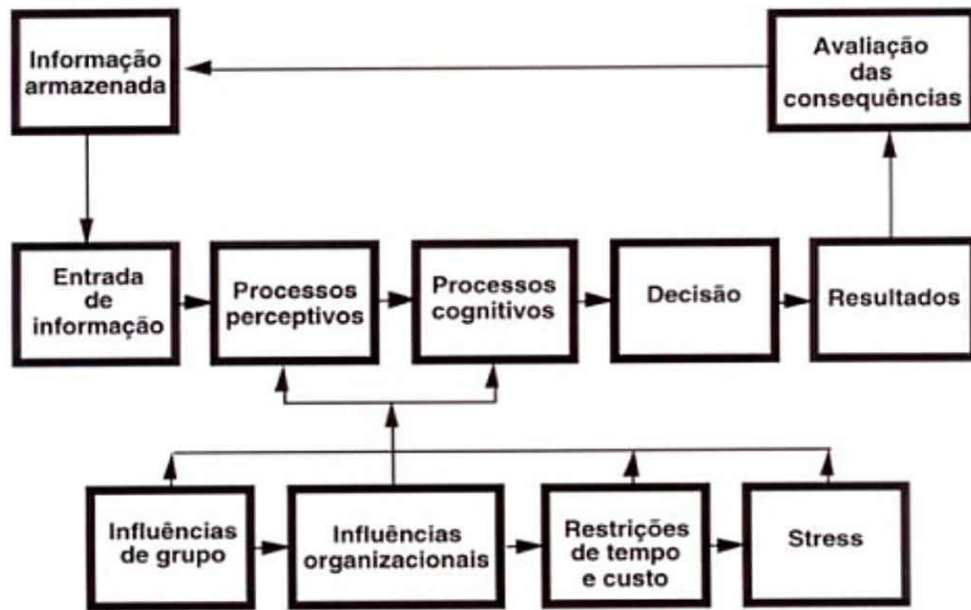 Informação
armazenada
Avaliação
das
consequências
Entrada
de
informação
Processos
perceptivos
Processos
cognitivos
Decisão
Resultados
Influências
de grupo
Influências
organizacionais
Restrições
de tempo
e custo
Stress